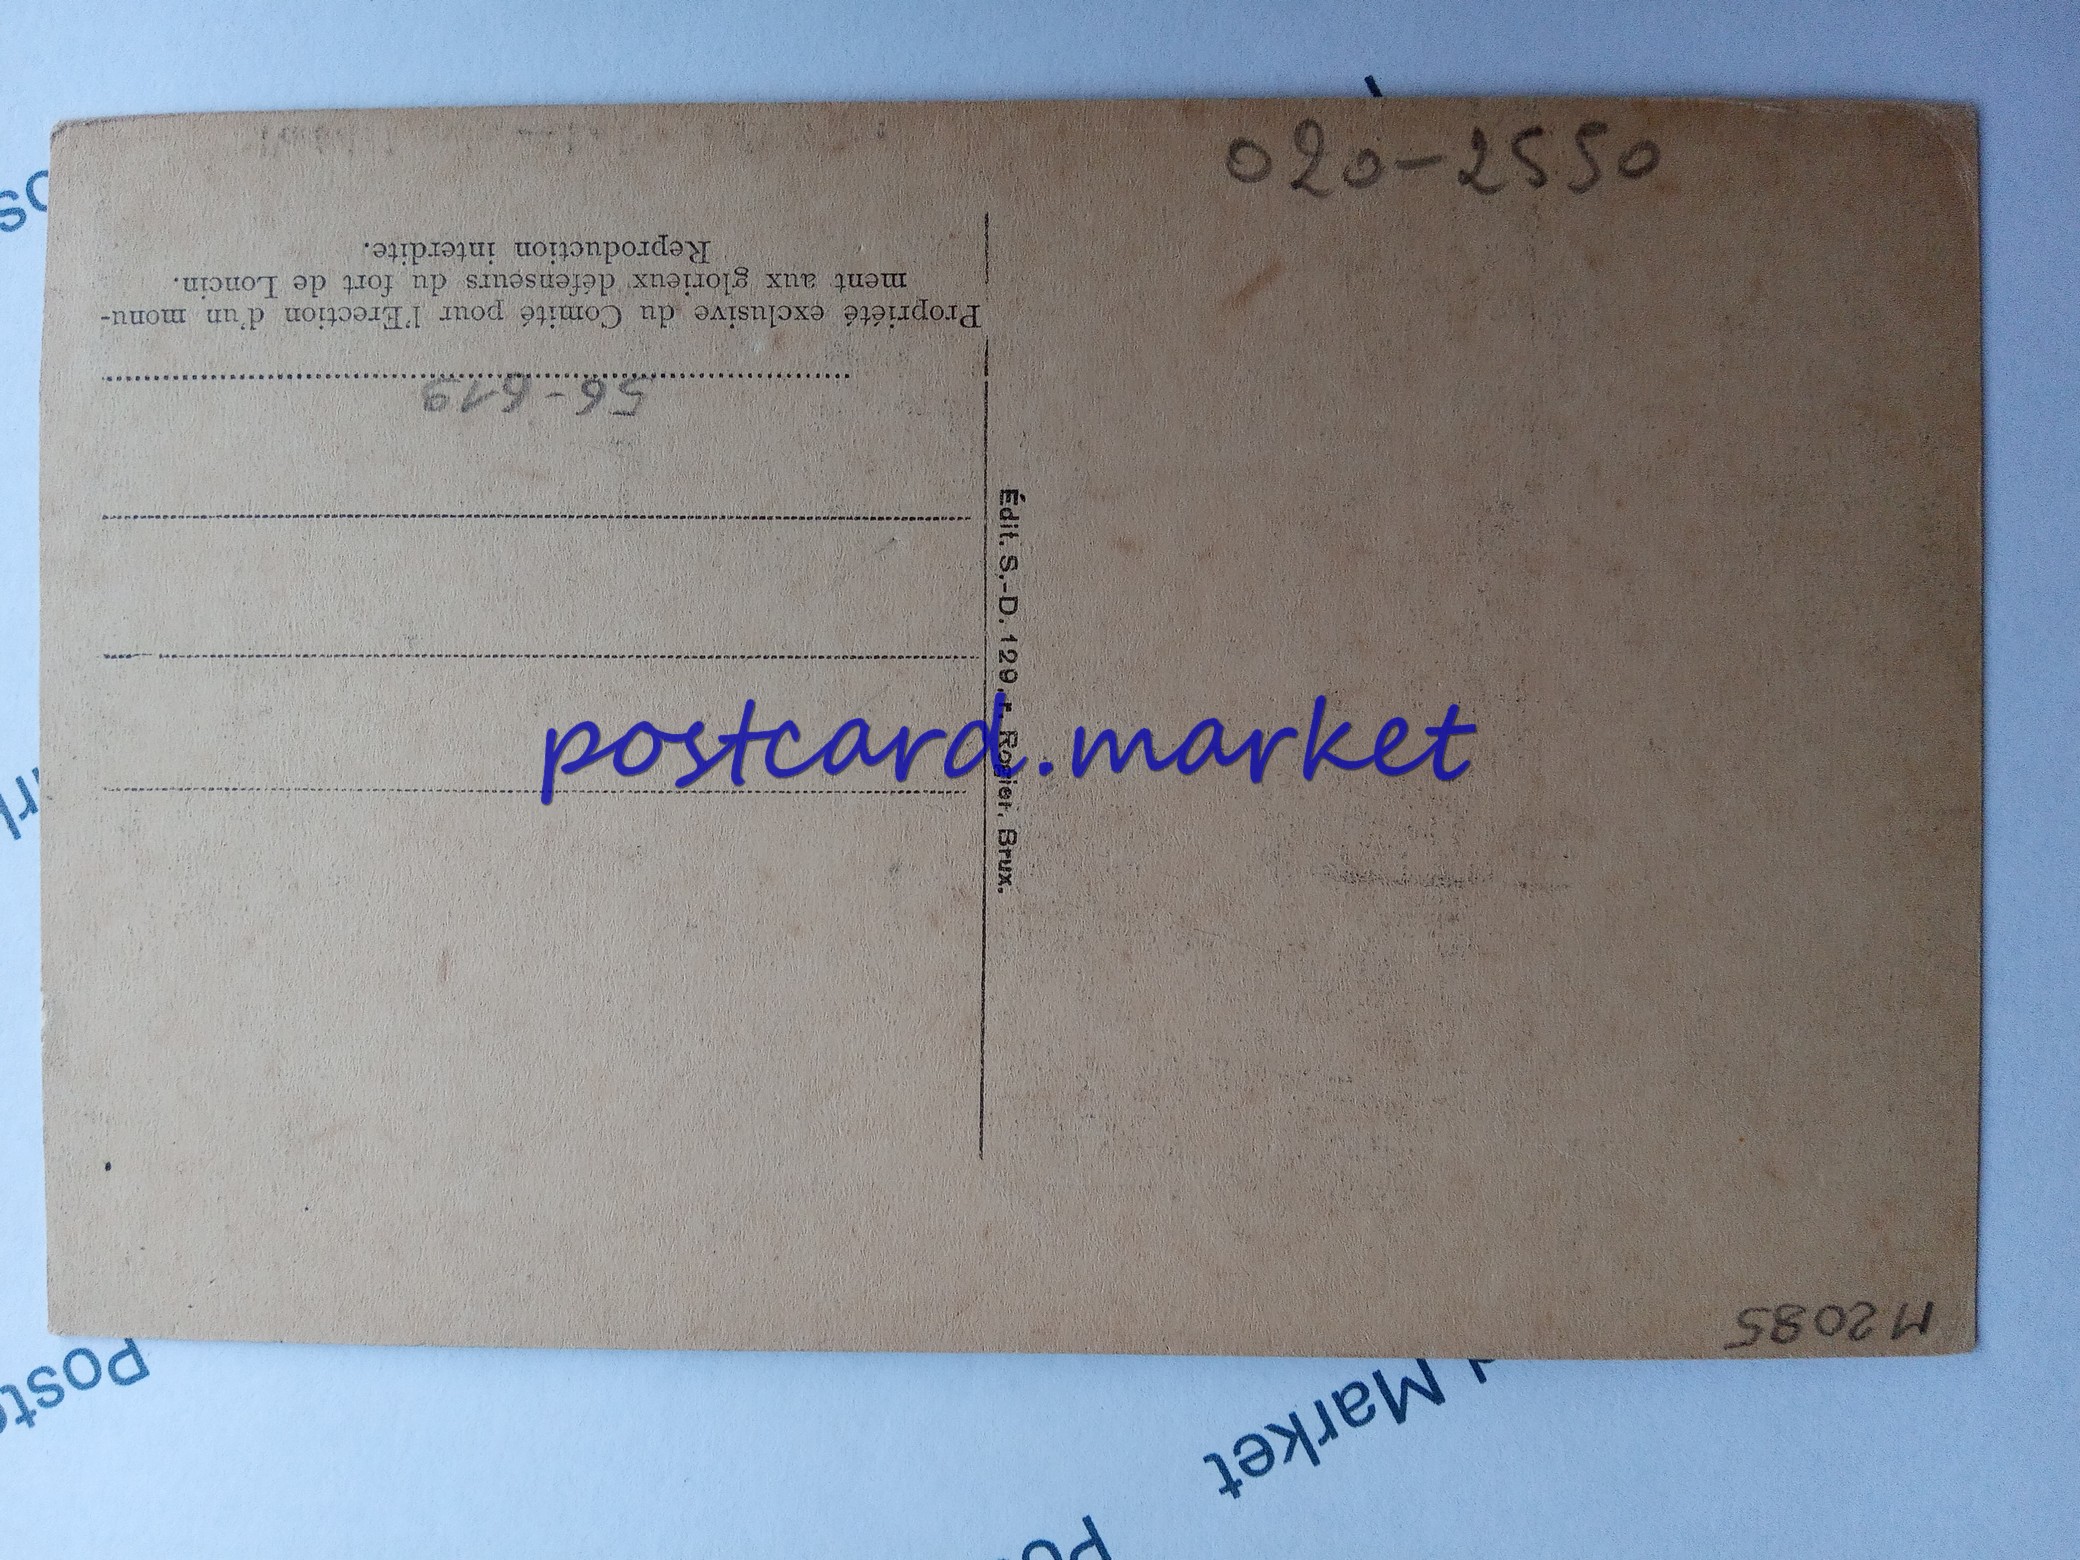 020-2550
Propriété exclusive du Comité pour l'Erection d'un monu-
ment aux glorieux défenseurs du fort de Loncin.
Reproduction interdite.
56-619
Édit. S.-D. 129, r. Rogier, Brux.
postcard.market
M2085
Market